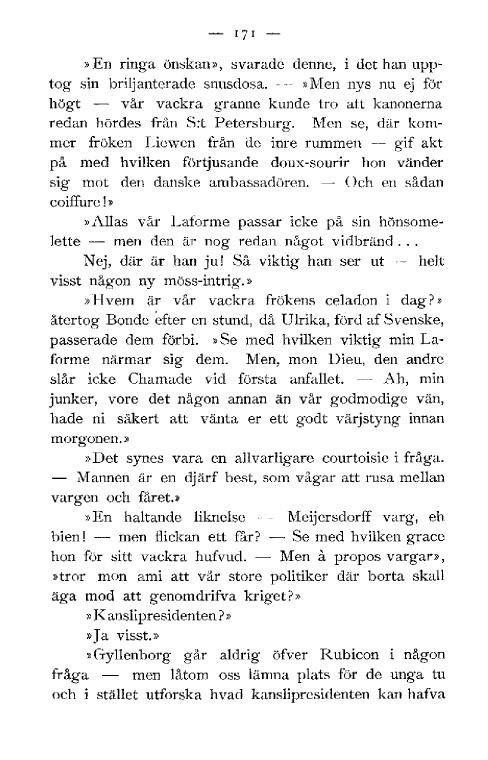 — 171 —
»En ringa önskan», svarade denne, i det han upp-
tog sin briljanterade snusdosa. — »Men nys nu ej för
högt — vår vackra granne kunde tro att kanonerna
redan hördes från S:t Petersburg. Men se, där kom-
mer fröken Liewen från de inre rummen — gif akt
på med hvilken förtjusande doux-sourir hon vänder
sig mot den danske ambassadören. — Och en sådan
coiffure!»
»Allas vår Laforme passar icke på sin hönsome-
lette — men den är nog redan något vidbränd . . .
Nej, där är han ju! Så viktig han ser ut — helt
visst någon ny möss-intrig.»
»Hvem är vår vackra frökens celadon i dag?»
återtog Bonde efter en stund, då Ulrika, förd af Svenske,
passerade dem förbi. »Se med hvilken viktig min La-
forme närmar sig dem. Men, mon Dieu, den andre
slår icke Chamade vid första anfallet. — Ah, min
junker, vore det någon annan än vår godmodige vän,
hade ni säkert att vänta er ett godt värjstyng innan
morgonen.»
»Det synes vara en allvarligare courtoisie i fråga.
— Mannen är en djärf best, som vågar att rusa mellan
vargen och fåret.»
»En haltande liknelse — Meijersdorff varg, eh
bien! — men flickan ett får? — Se med hvilken grace
hon för sitt vackra hufvud. — Men à propos vargar»,
»tror mon ami att vår store politiker där borta skall
äga mod att genomdrifva kriget?»
»Kanslipresidenten?»
»Ja visst.»
»Gyllenborg går aldrig öfver Rubicon i någon
fråga — men låtom oss lämna plats för de unga tu
och i stället utforska hvad kanslipresidenten kan hafva